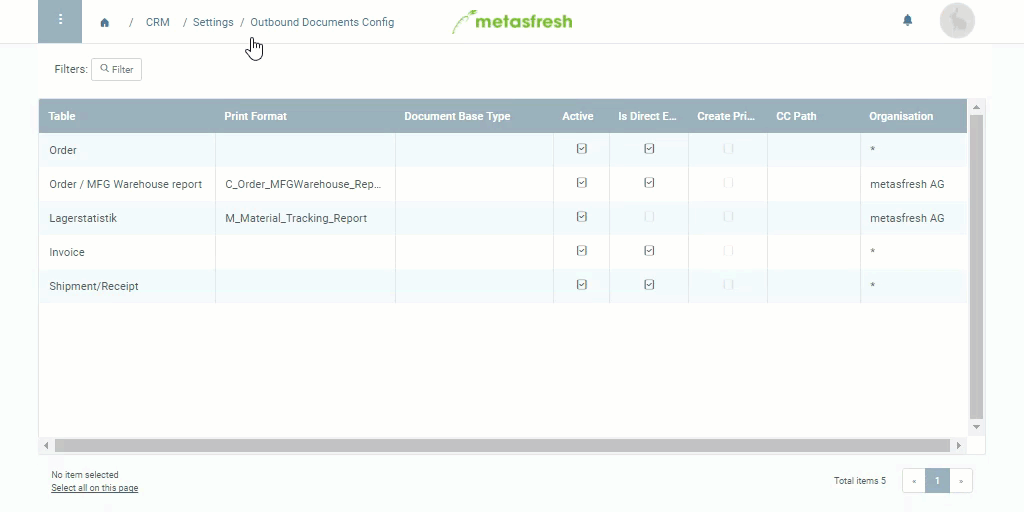 / CRM / Settings / Outbound Documents Config
metasfresh
Filters: Filter
Table Print Format Document Base Type Active Is Direct E... Create Pri... CC Path Organisation
Order *
Order / MFG Warehouse report C_Order_MFGWarehouse_Rep... metasfresh AG
Lagerstatistik M_Material_Tracking_Report metasfresh AG
Invoice *
Shipment/Receipt *
No item selected
Select all on this page
Total items 5 « 1 »